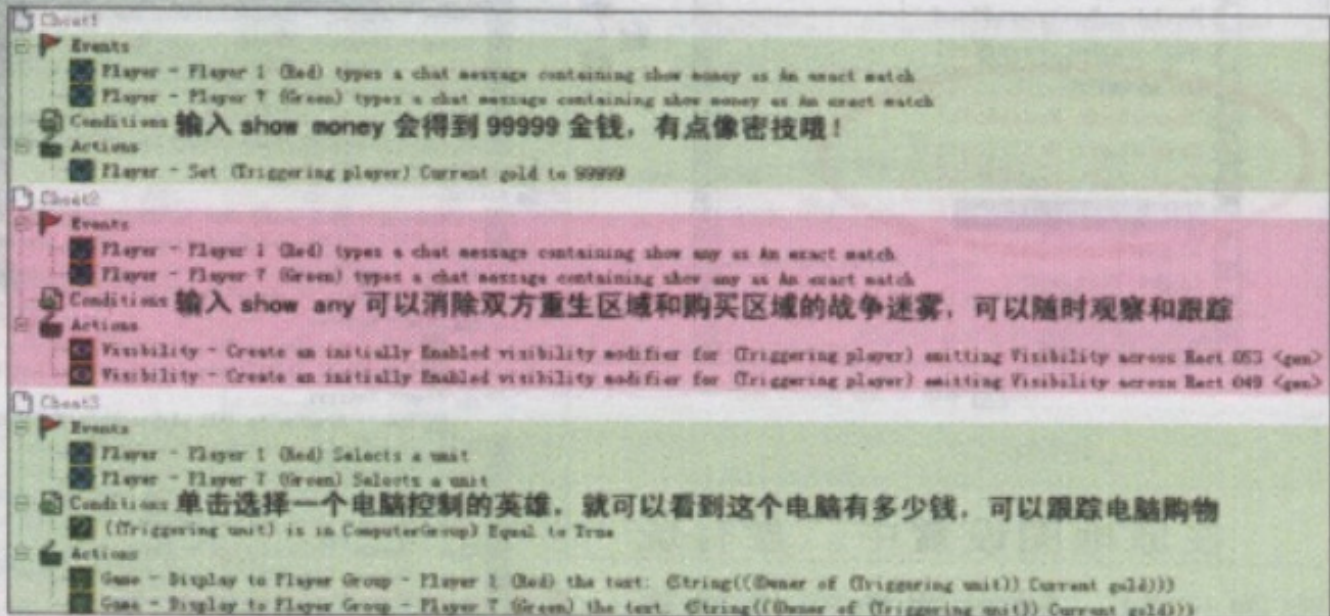 Cheat1
Events
Player - Player 1 (Red) types a chat message containing show money as An exact match
Player - Player 7 (Green) types a chat message containing show money as An exact match
Conditions 输入 show money 会得到 99999 金钱，有点像密技哦！
Actions
Player - Set (Triggering player) Current gold to 99999
Cheat2
Events
Player - Player 1 (Red) types a chat message containing show any as An exact match
Player - Player 7 (Green) types a chat message containing show any as An exact match
Conditions 输入 show any 可以消除双方重生区域和购买区域的战争迷雾，可以随时观察和跟踪
Actions
Visibility - Create an initially Enabled visibility modifier for (Triggering player) emitting Visibility across Rect 053 <gen>
Visibility - Create an initially Enabled visibility modifier for (Triggering player) emitting Visibility across Rect 049 <gen>
Cheat3
Events
Player - Player 1 (Red) Selects a unit
Player - Player 7 (Green) Selects a unit
Conditions 单击选择一个电脑控制的英雄，就可以看到这个电脑有多少钱，可以跟踪电脑购物
((Triggering unit) is in ComputerGroup) Equal to True
Actions
Game - Display to Player Group - Player 1 (Red) the text: (String(((Owner of (Triggering unit)) Current gold)))
Game - Display to Player Group - Player 7 (Green) the text: (String(((Owner of (Triggering unit)) Current gold)))